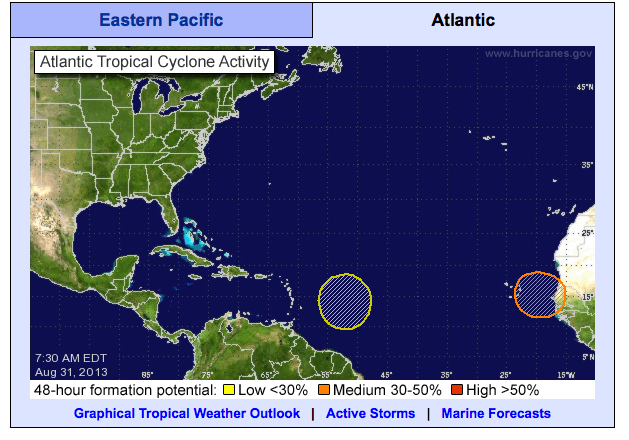 Eastern Pacific
Atlantic
Atlantic Tropical Cyclone Activity
www.hurricanes.gov
45°
35°
25°
15°
5°N
7:30 AM EDT
Aug 31, 2013
85° 75° 65° 55° 45° 35° 25° 15°W
48-hour formation potential: Low <30% Medium 30-50% High >50%
Graphical Tropical Weather Outlook | Active Storms | Marine Forecasts